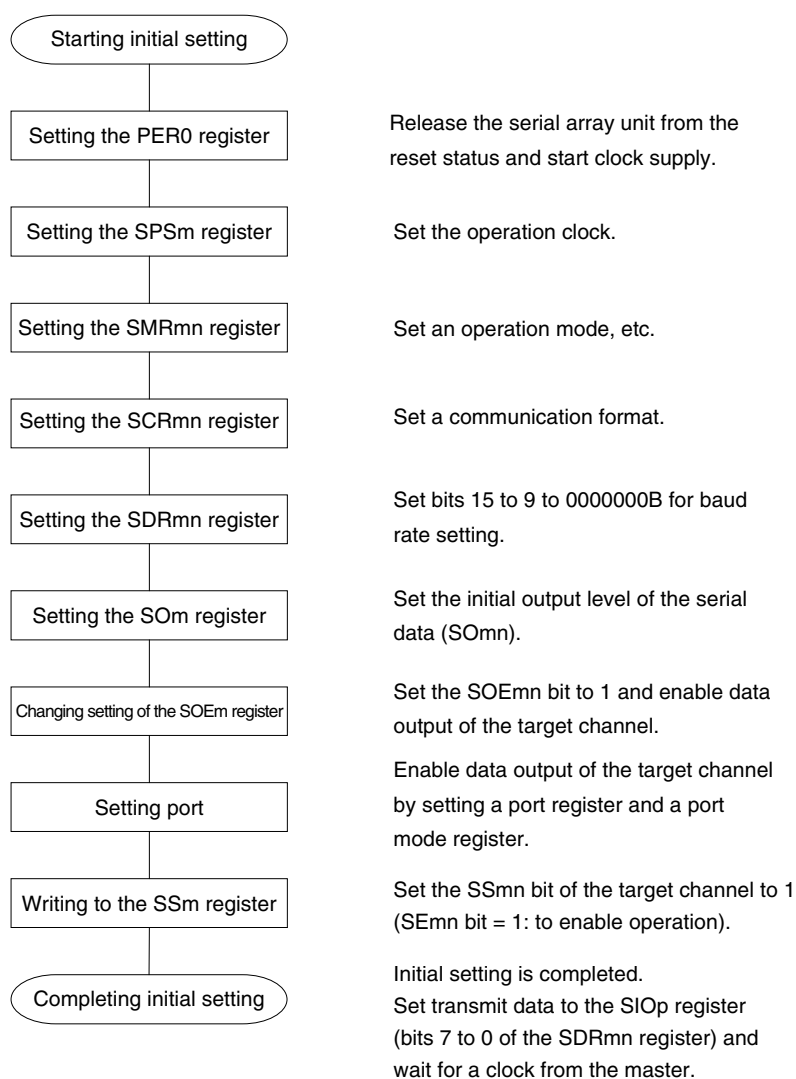 Starting initial setting
Setting the PER0 register
Release the serial array unit from the
reset status and start clock supply.
Setting the SPSm register
Set the operation clock.
Setting the SMRmn register
Set an operation mode, etc.
Setting the SCRmn register
Set a communication format.
Setting the SDRmn register
Set bits 15 to 9 to 0000000B for baud
rate setting.
Setting the SOm register
Set the initial output level of the serial
data (SOmn).
Changing setting of the SOEm register
Set the SOEmn bit to 1 and enable data
output of the target channel.
Setting port
Enable data output of the target channel
by setting a port register and a port
mode register.
Writing to the SSm register
Set the SSmn bit of the target channel to 1
(SEmn bit = 1: to enable operation).
Completing initial setting
Initial setting is completed.
Set transmit data to the SIOp register
(bits 7 to 0 of the SDRmn register) and
wait for a clock from the master.